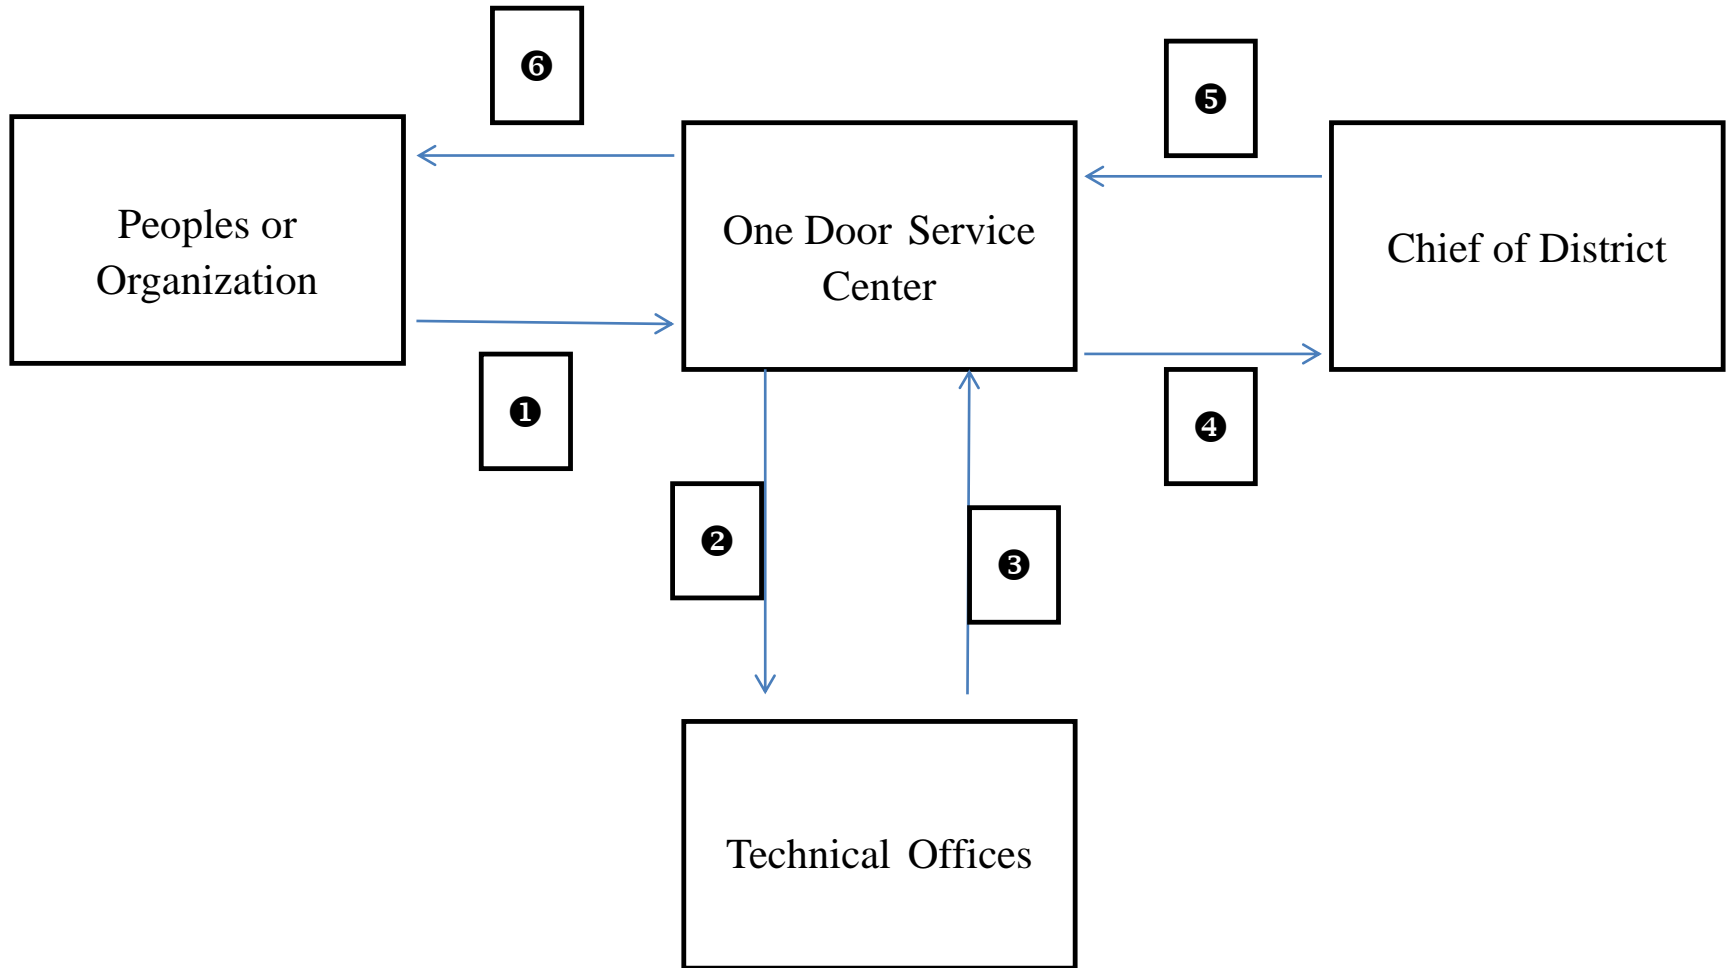 ❻
❺
Peoples or
Organization
One Door Service
Center
Chief of District
❶
❹
❷
❸
Technical Offices